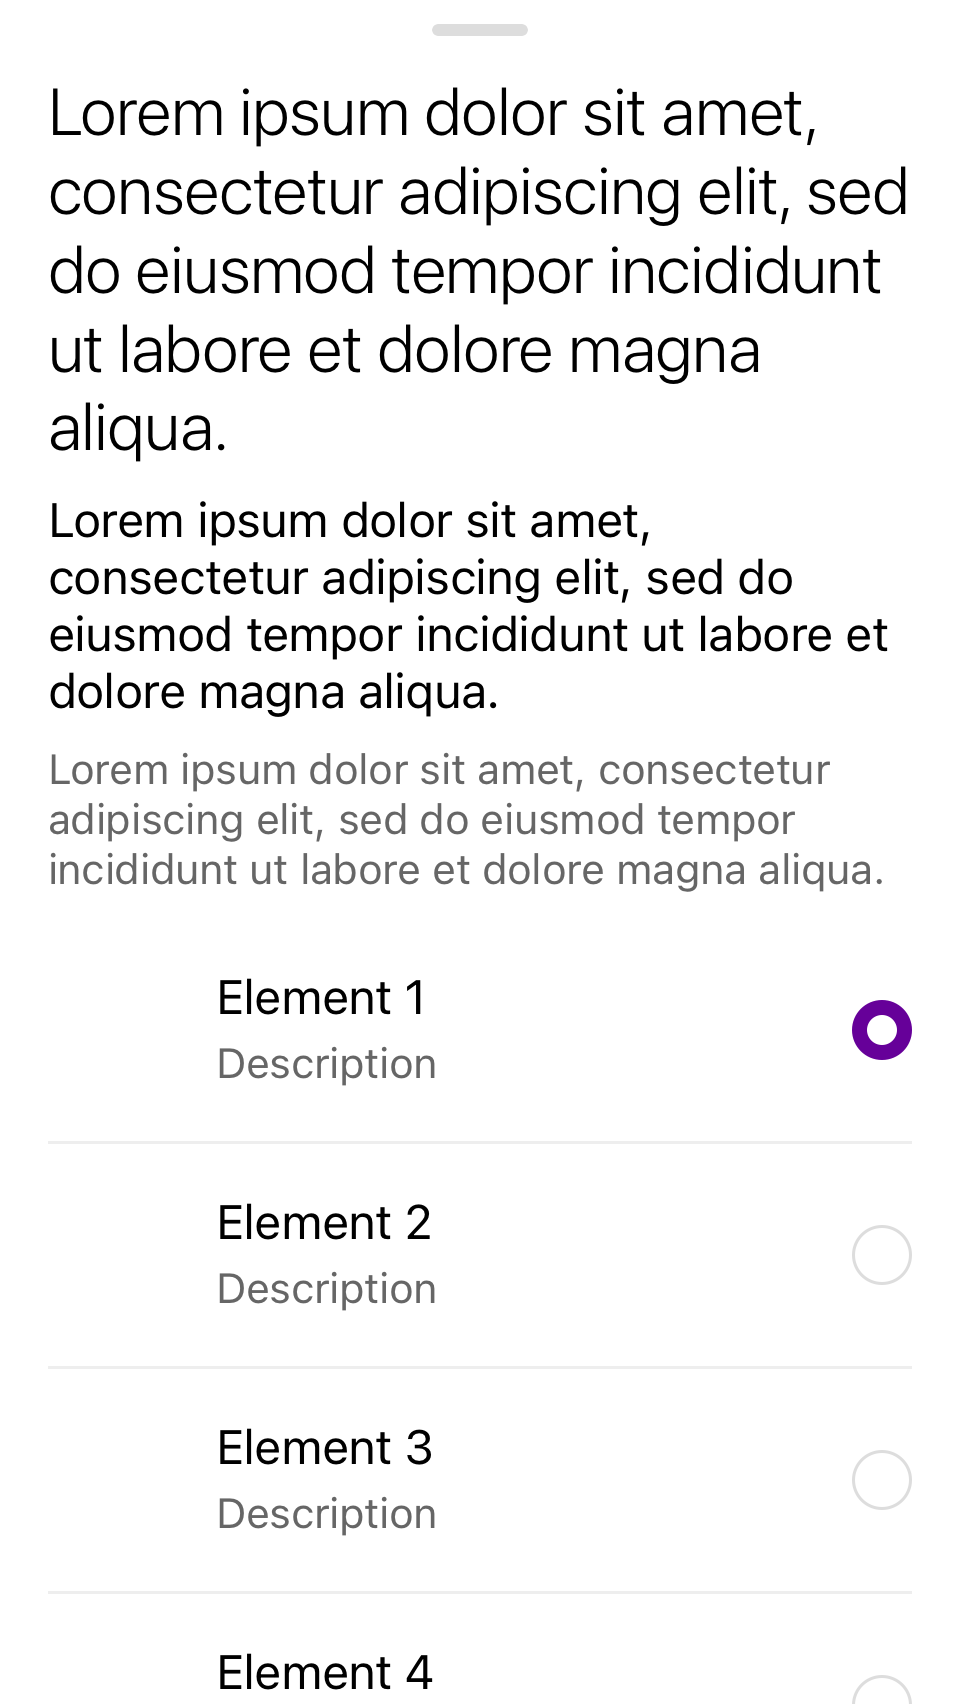 Lorem ipsum dolor sit amet,
consectetur adipiscing elit, sed
do eiusmod tempor incididunt
ut labore et dolore magna
aliqua.
Lorem ipsum dolor sit amet,
consectetur adipiscing elit, sed do
eiusmod tempor incididunt ut labore et
dolore magna aliqua.
Lorem ipsum dolor sit amet, consectetur
adipiscing elit, sed do eiusmod tempor
incididunt ut labore et dolore magna aliqua.
Element 1
Description
Element 2
Description
Element 3
Description
Element 4